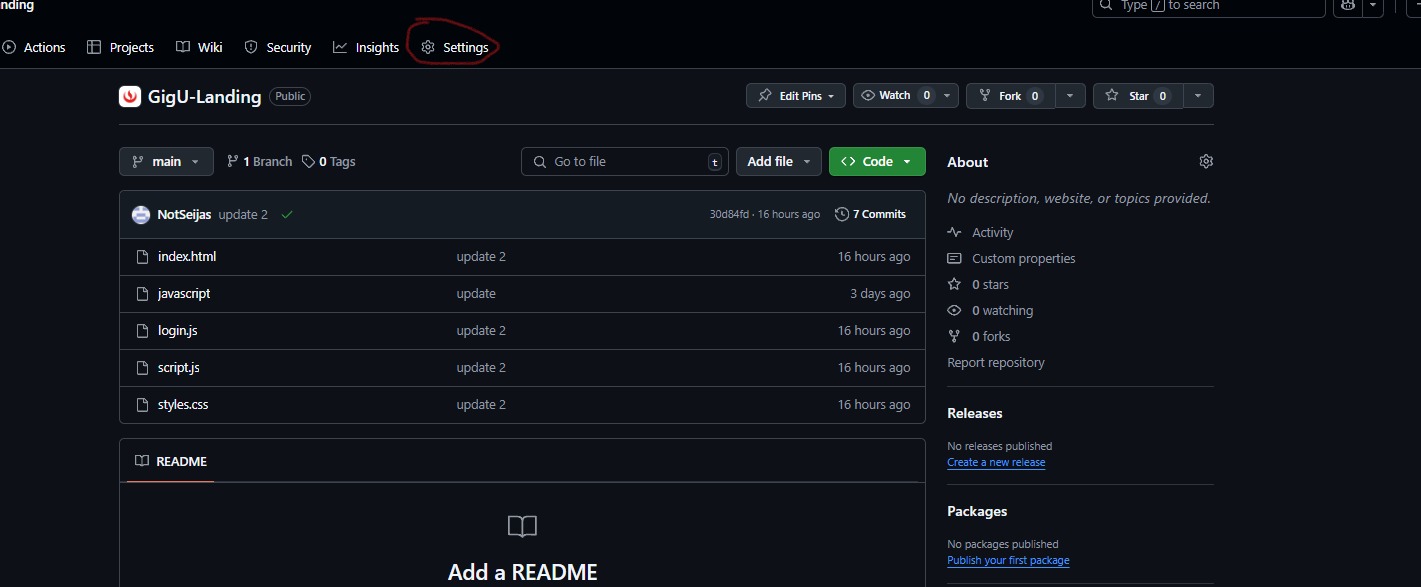 nding
Type / to search
Actions Projects Wiki Security Insights Settings
GigU-Landing Public
Edit Pins Watch 0 Fork 0 Star 0
main 1 Branch 0 Tags
Go to file t Add file Code
About
No description, website, or topics provided.
NotSeijas update 2 30d84fd · 16 hours ago 7 Commits
Activity
index.html update 2 16 hours ago
Custom properties
javascript update 3 days ago
0 stars
0 watching
login.js update 2 16 hours ago
0 forks
Report repository
script.js update 2 16 hours ago
styles.css update 2 16 hours ago
Releases
No releases published
Create a new release
README
Packages
No packages published
Publish your first package
Add a README